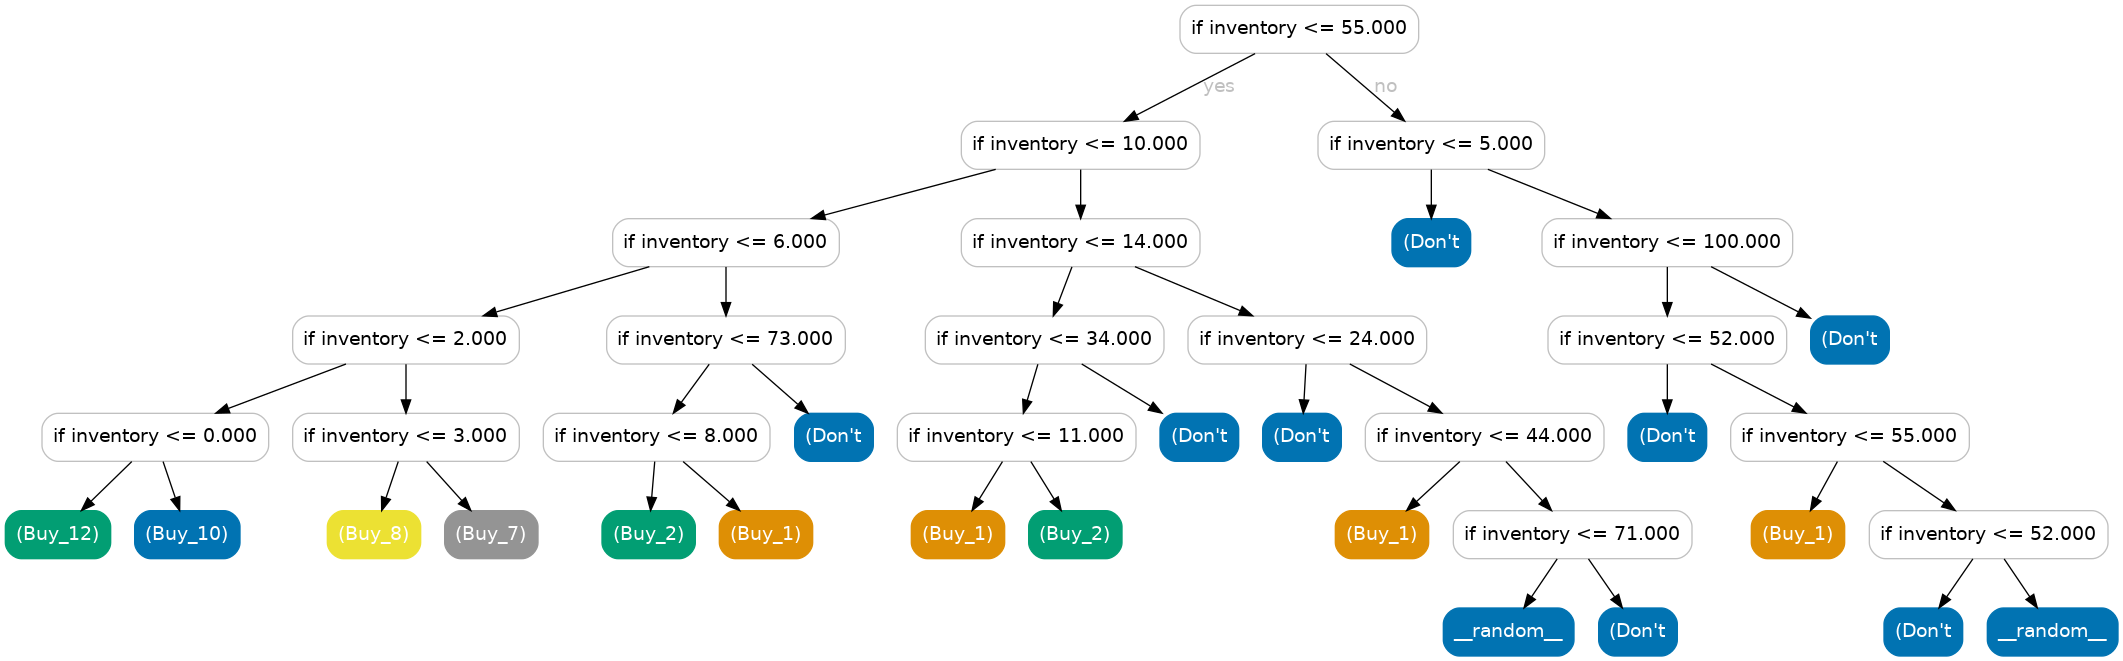 if inventory <= 55.000
yes
no
if inventory <= 10.000
if inventory <= 5.000
if inventory <= 6.000
if inventory <= 14.000
(Don't
if inventory <= 100.000
if inventory <= 2.000
if inventory <= 73.000
if inventory <= 34.000
if inventory <= 24.000
if inventory <= 52.000
(Don't
if inventory <= 0.000
if inventory <= 3.000
if inventory <= 8.000
(Don't
if inventory <= 11.000
(Don't
(Don't
if inventory <= 44.000
(Don't
if inventory <= 55.000
(Buy_12)
(Buy_10)
(Buy_8)
(Buy_7)
(Buy_2)
(Buy_1)
(Buy_1)
(Buy_2)
(Buy_1)
if inventory <= 71.000
(Buy_1)
if inventory <= 52.000
__random__
(Don't
(Don't
__random__